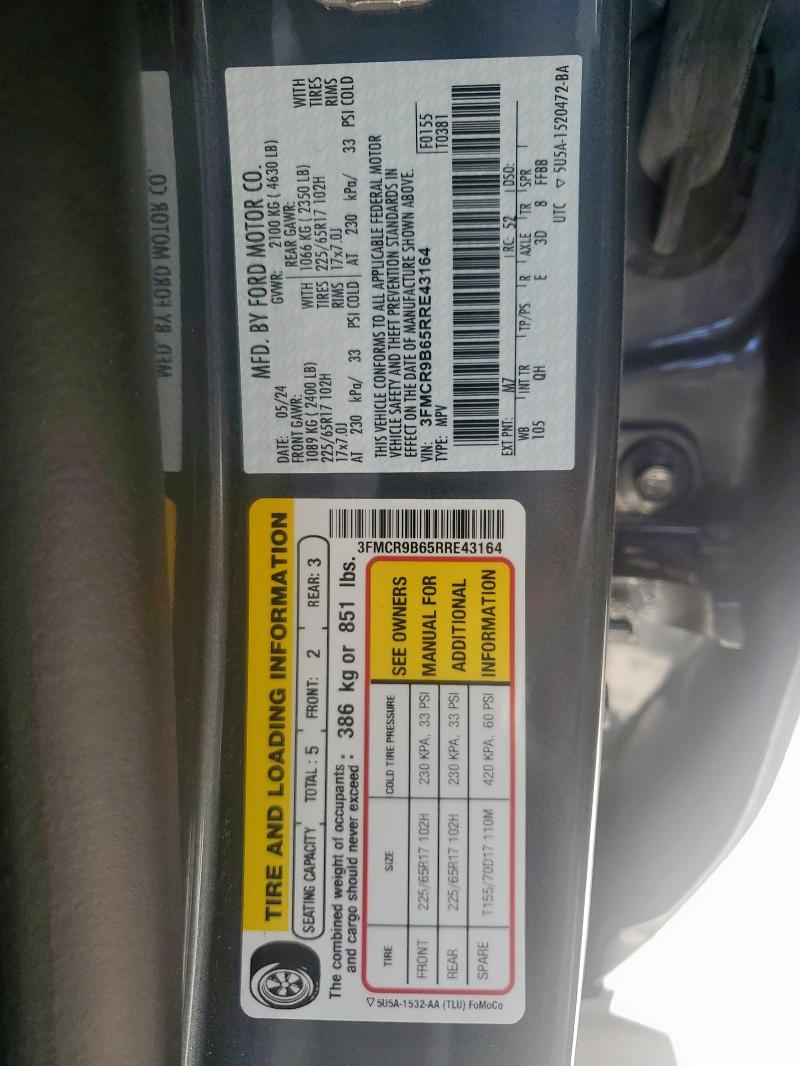 MFD. BY FORD MOTOR CO.
DATE: 05/24 GVWR: 2100 KG ( 4630 LB)
FRONT GAWR: REAR GAWR:
1089 KG ( 2400 LB) WITH 1066 KG ( 2350 LB) WITH
225/65R17 102H TIRES 225/65R17 102H TIRES
17x7.0J RIMS 17x7.0J RIMS
AT 230 kPa/ 33 PSI COLD AT 230 kPa/ 33 PSI COLD
THIS VEHICLE CONFORMS TO ALL APPLICABLE FEDERAL MOTOR
VEHICLE SAFETY AND THEFT PREVENTION STANDARDS IN
EFFECT ON THE DATE OF MANUFACTURE SHOWN ABOVE.
VIN: 3FMCR9B65RRE43164 F0155
TYPE: MPV T0381
EXT PNT: M7 RC: 52 DSO:
WB INT TR TP/PS R AXLE TR SPR
105 QH E 3D 8 FFBB
UTC ▽ 5U5A-1520472-BA
TIRE AND LOADING INFORMATION
SEATING CAPACITY TOTAL : 5 FRONT: 2 REAR: 3
The combined weight of occupants :
and cargo should never exceed : 386 kg or 851 lbs.
3FMCR9B65RRE43164
TIRE SIZE COLD TIRE PRESSURE
FRONT 225/65R17 102H 230 KPA, 33 PSI
REAR 225/65R17 102H 230 KPA, 33 PSI
SPARE T155/70D17 110M 420 KPA, 60 PSI
SEE OWNERS
MANUAL FOR
ADDITIONAL
INFORMATION
▽ 5U5A-1532-AA (TLU) FoMoCo
MFD. BY FORD MOTOR CO.